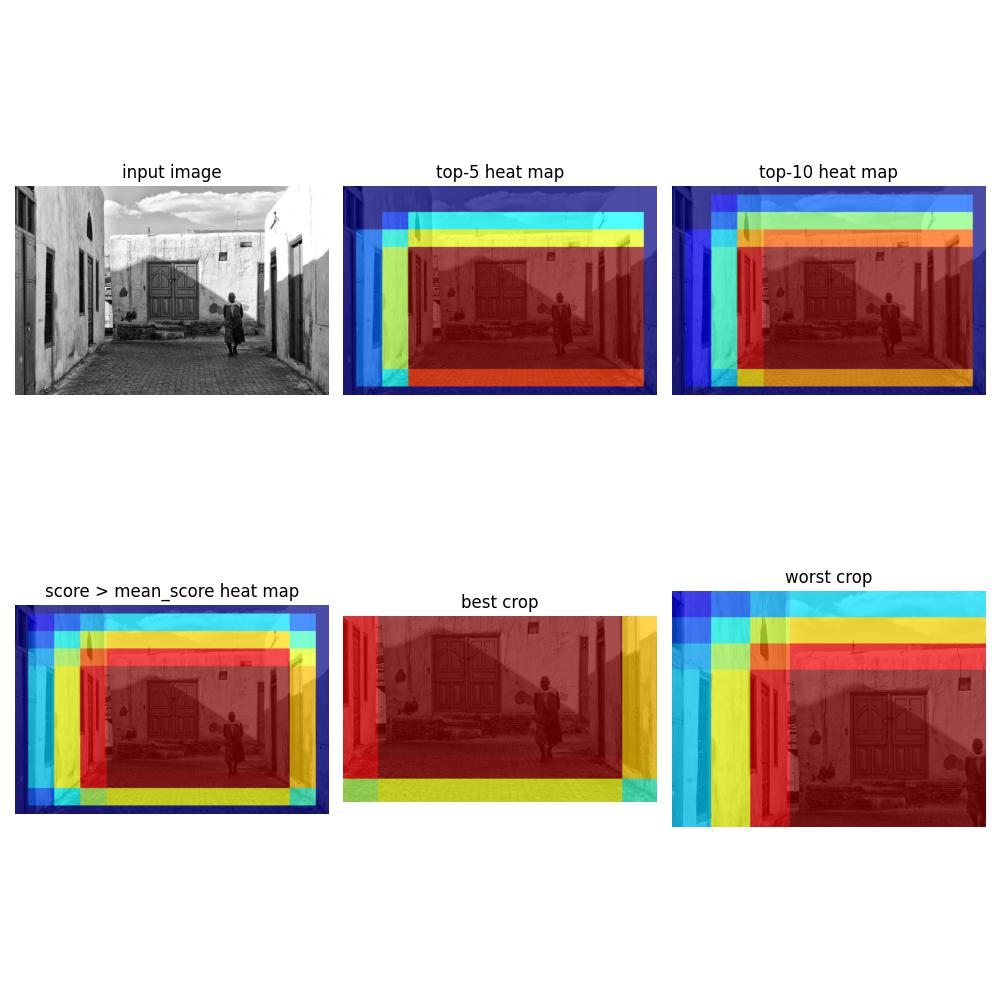 input image
top-5 heat map
top-10 heat map
score > mean_score heat map
best crop
worst crop